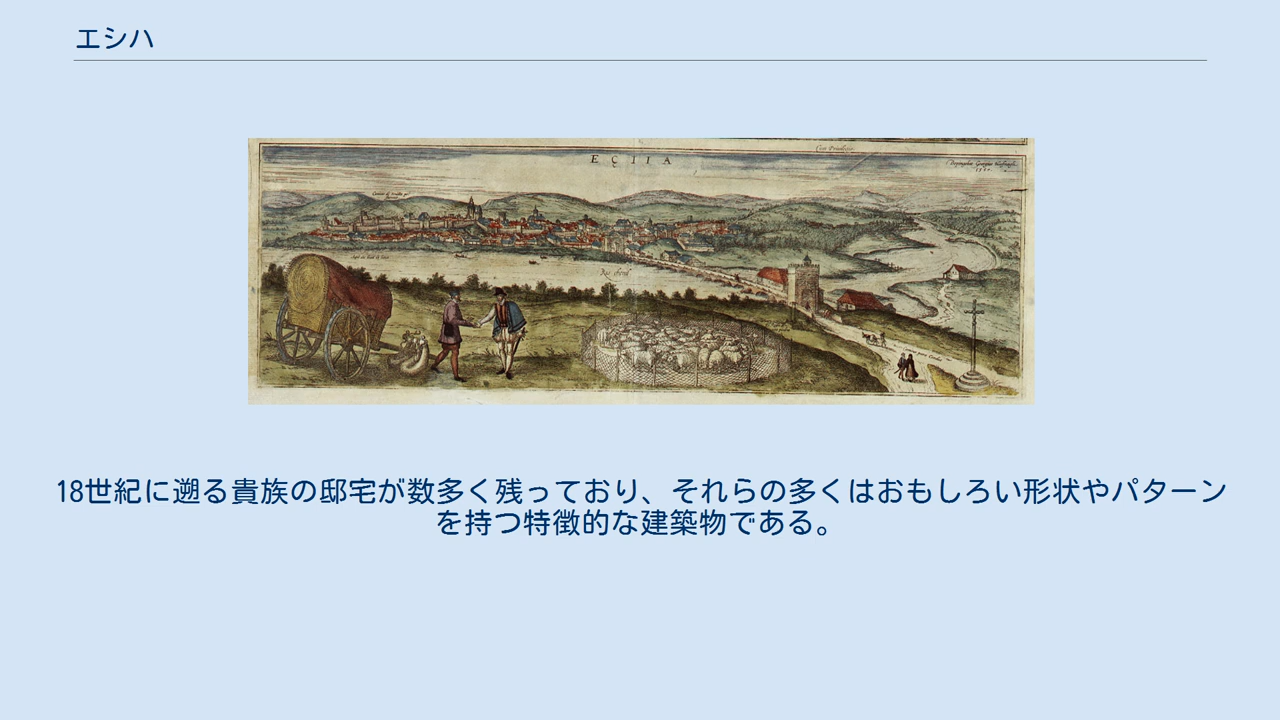 エシハ
ECIIA
18世紀に遡る貴族の邸宅が数多く残っており、それらの多くはおもしろい形状やパターン
を持つ特徴的な建築物である。